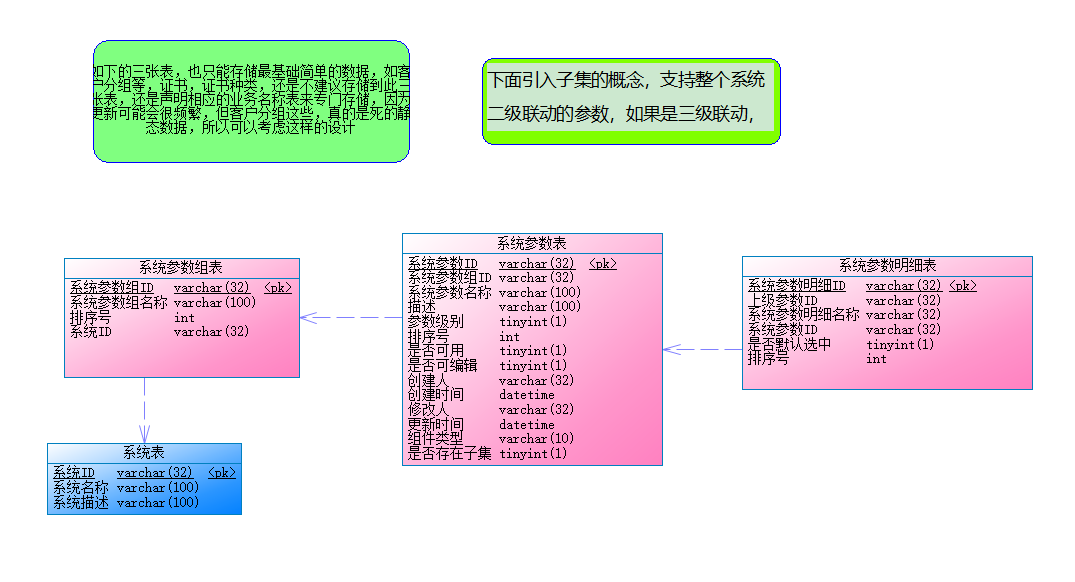 如下的三张表，也只能存储最基础简单的数据，如客
户分组等，证书，证书种类，还是不建议存储到此三
张表，还是声明相应的业务名称表来专门存储，因为
更新可能会很频繁，但客户分组这些，真的是死的静
态数据，所以可以考虑这样的设计
下面引入子集的概念，支持整个系统
二级联动的参数，如果是三级联动，
系统参数组表
系统参数组ID varchar(32) <pk>
系统参数组名称 varchar(100)
排序号 int
系统ID varchar(32)
系统表
系统ID varchar(32) <pk>
系统名称 varchar(100)
系统描述 varchar(100)
系统参数表
系统参数ID varchar(32) <pk>
系统参数组ID varchar(32)
系统参数名称 varchar(100)
描述 varchar(100)
参数级别 tinyint(1)
排序号 int
是否可用 tinyint(1)
是否可编辑 tinyint(1)
创建人 varchar(32)
创建时间 datetime
修改人 varchar(32)
更新时间 datetime
组件类型 varchar(10)
是否存在子集 tinyint(1)
系统参数明细表
系统参数明细ID varchar(32) <pk>
上级参数ID varchar(32)
系统参数明细名称 varchar(32)
系统参数ID varchar(32)
是否默认选中 tinyint(1)
排序号 int